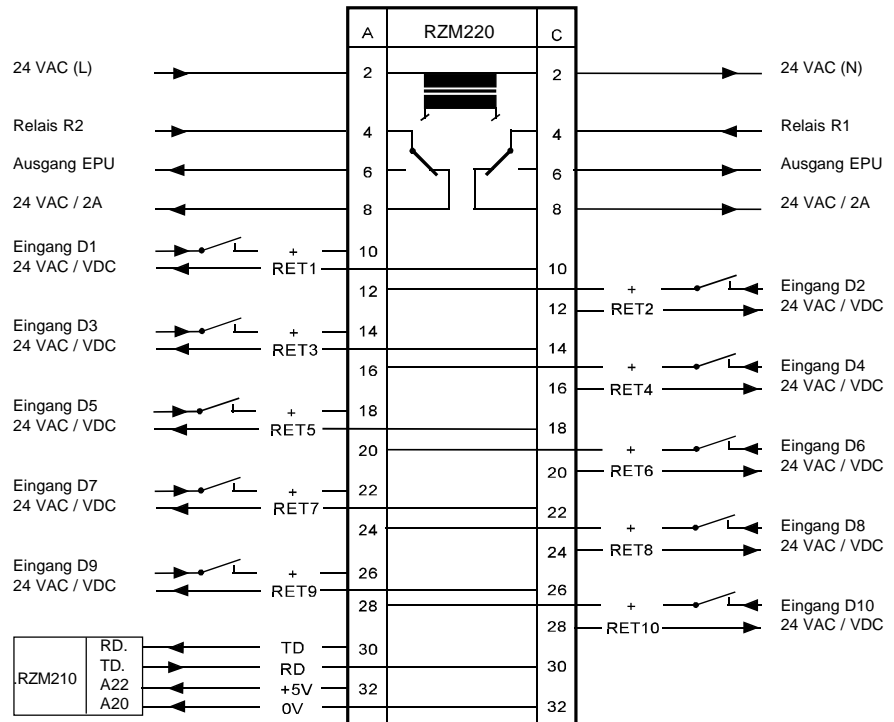 A RZM220 C
24 VAC (L) 2 2 24 VAC (N)
Relais R2 4 4 Relais R1
Ausgang EPU 6 6 Ausgang EPU
24 VAC / 2A 8 8 24 VAC / 2A
Eingang D1 + 10
24 VAC / VDC RET1 10
12 + Eingang D2
12 RET2 24 VAC / VDC
Eingang D3 + 14
24 VAC / VDC RET3 14
16 + Eingang D4
16 RET4 24 VAC / VDC
Eingang D5 + 18
24 VAC / VDC RET5 18
20 + Eingang D6
20 RET6 24 VAC / VDC
Eingang D7 + 22
24 VAC / VDC RET7 22
24 + Eingang D8
24 RET8 24 VAC / VDC
Eingang D9 + 26
24 VAC / VDC RET9 26
28 + Eingang D10
28 RET10 24 VAC / VDC
RD. TD 30
.RZM210 TD. RD 30
A22 +5V 32
A20 0V 32